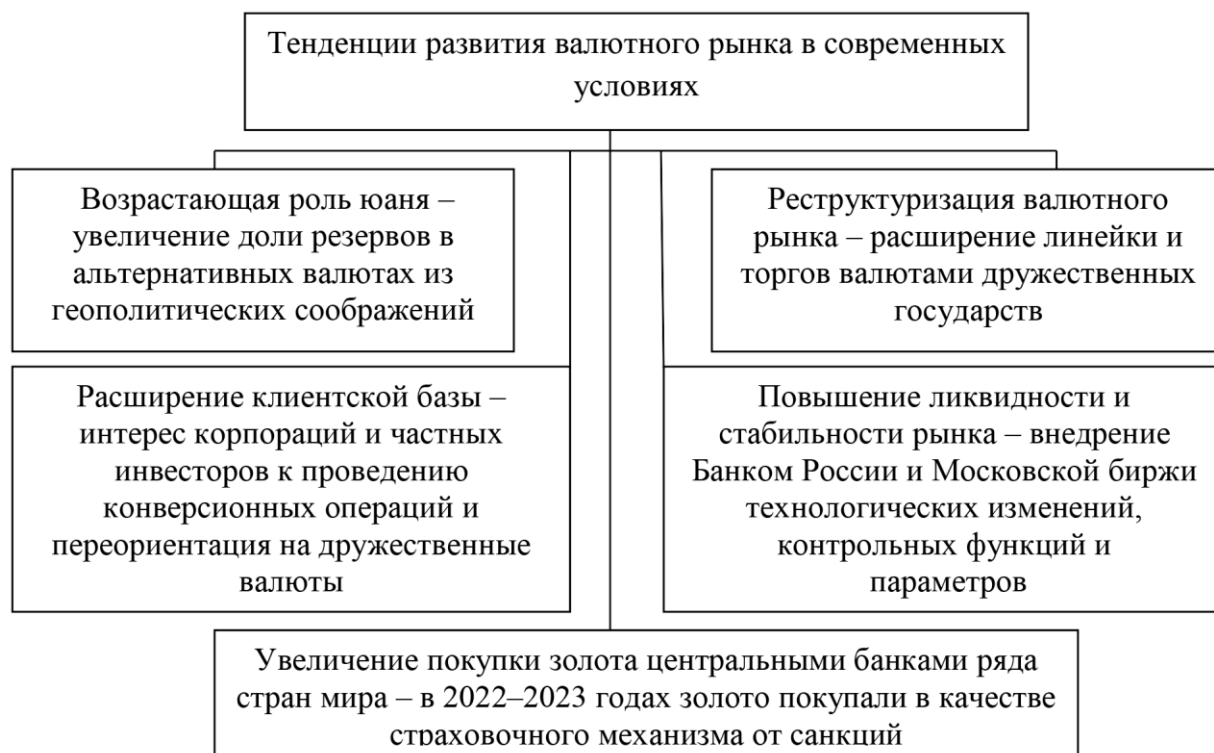 Тенденции развития валютного рынка в современных
условиях
Возрастающая роль юаня –
увеличение доли резервов в
альтернативных валютах из
геополитических соображений
Реструктуризация валютного
рынка – расширение линейки и
торгов валютами дружественных
государств
Расширение клиентской базы –
интерес корпораций и частных
инвесторов к проведению
конверсионных операций и
переориентация на дружественные
валюты
Повышение ликвидности и
стабильности рынка – внедрение
Банком России и Московской биржи
технологических изменений,
контрольных функций и
параметров
Увеличение покупки золота центральными банками ряда
стран мира – в 2022–2023 годах золото покупали в качестве
страховочного механизма от санкций